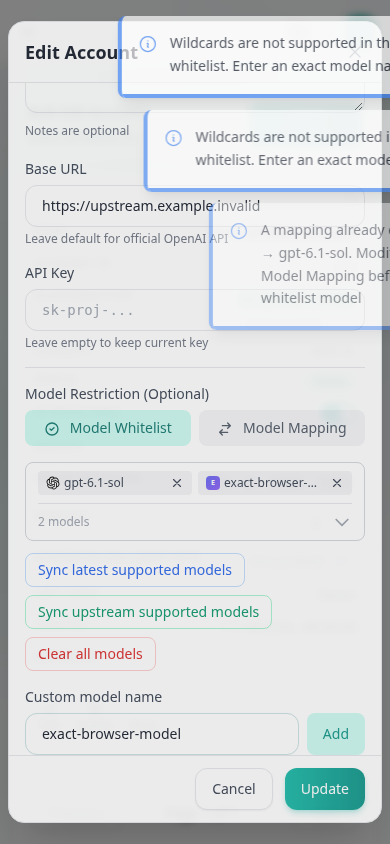 Edit Account
Wildcards are not supported in th
whitelist. Enter an exact model na
Wildcards are not supported i
whitelist. Enter an exact mode
Notes are optional
Base URL
https://upstream.example.invalid
Leave default for official OpenAI API
A mapping already
→ gpt-6.1-sol. Modi
Model Mapping bef
whitelist model
API Key
sk-proj-...
Leave empty to keep current key
Model Restriction (Optional)
Model Whitelist
Model Mapping
gpt-6.1-sol
E exact-browser-...
2 models
Sync latest supported models
Sync upstream supported models
Clear all models
Custom model name
exact-browser-model
Add
Cancel
Update